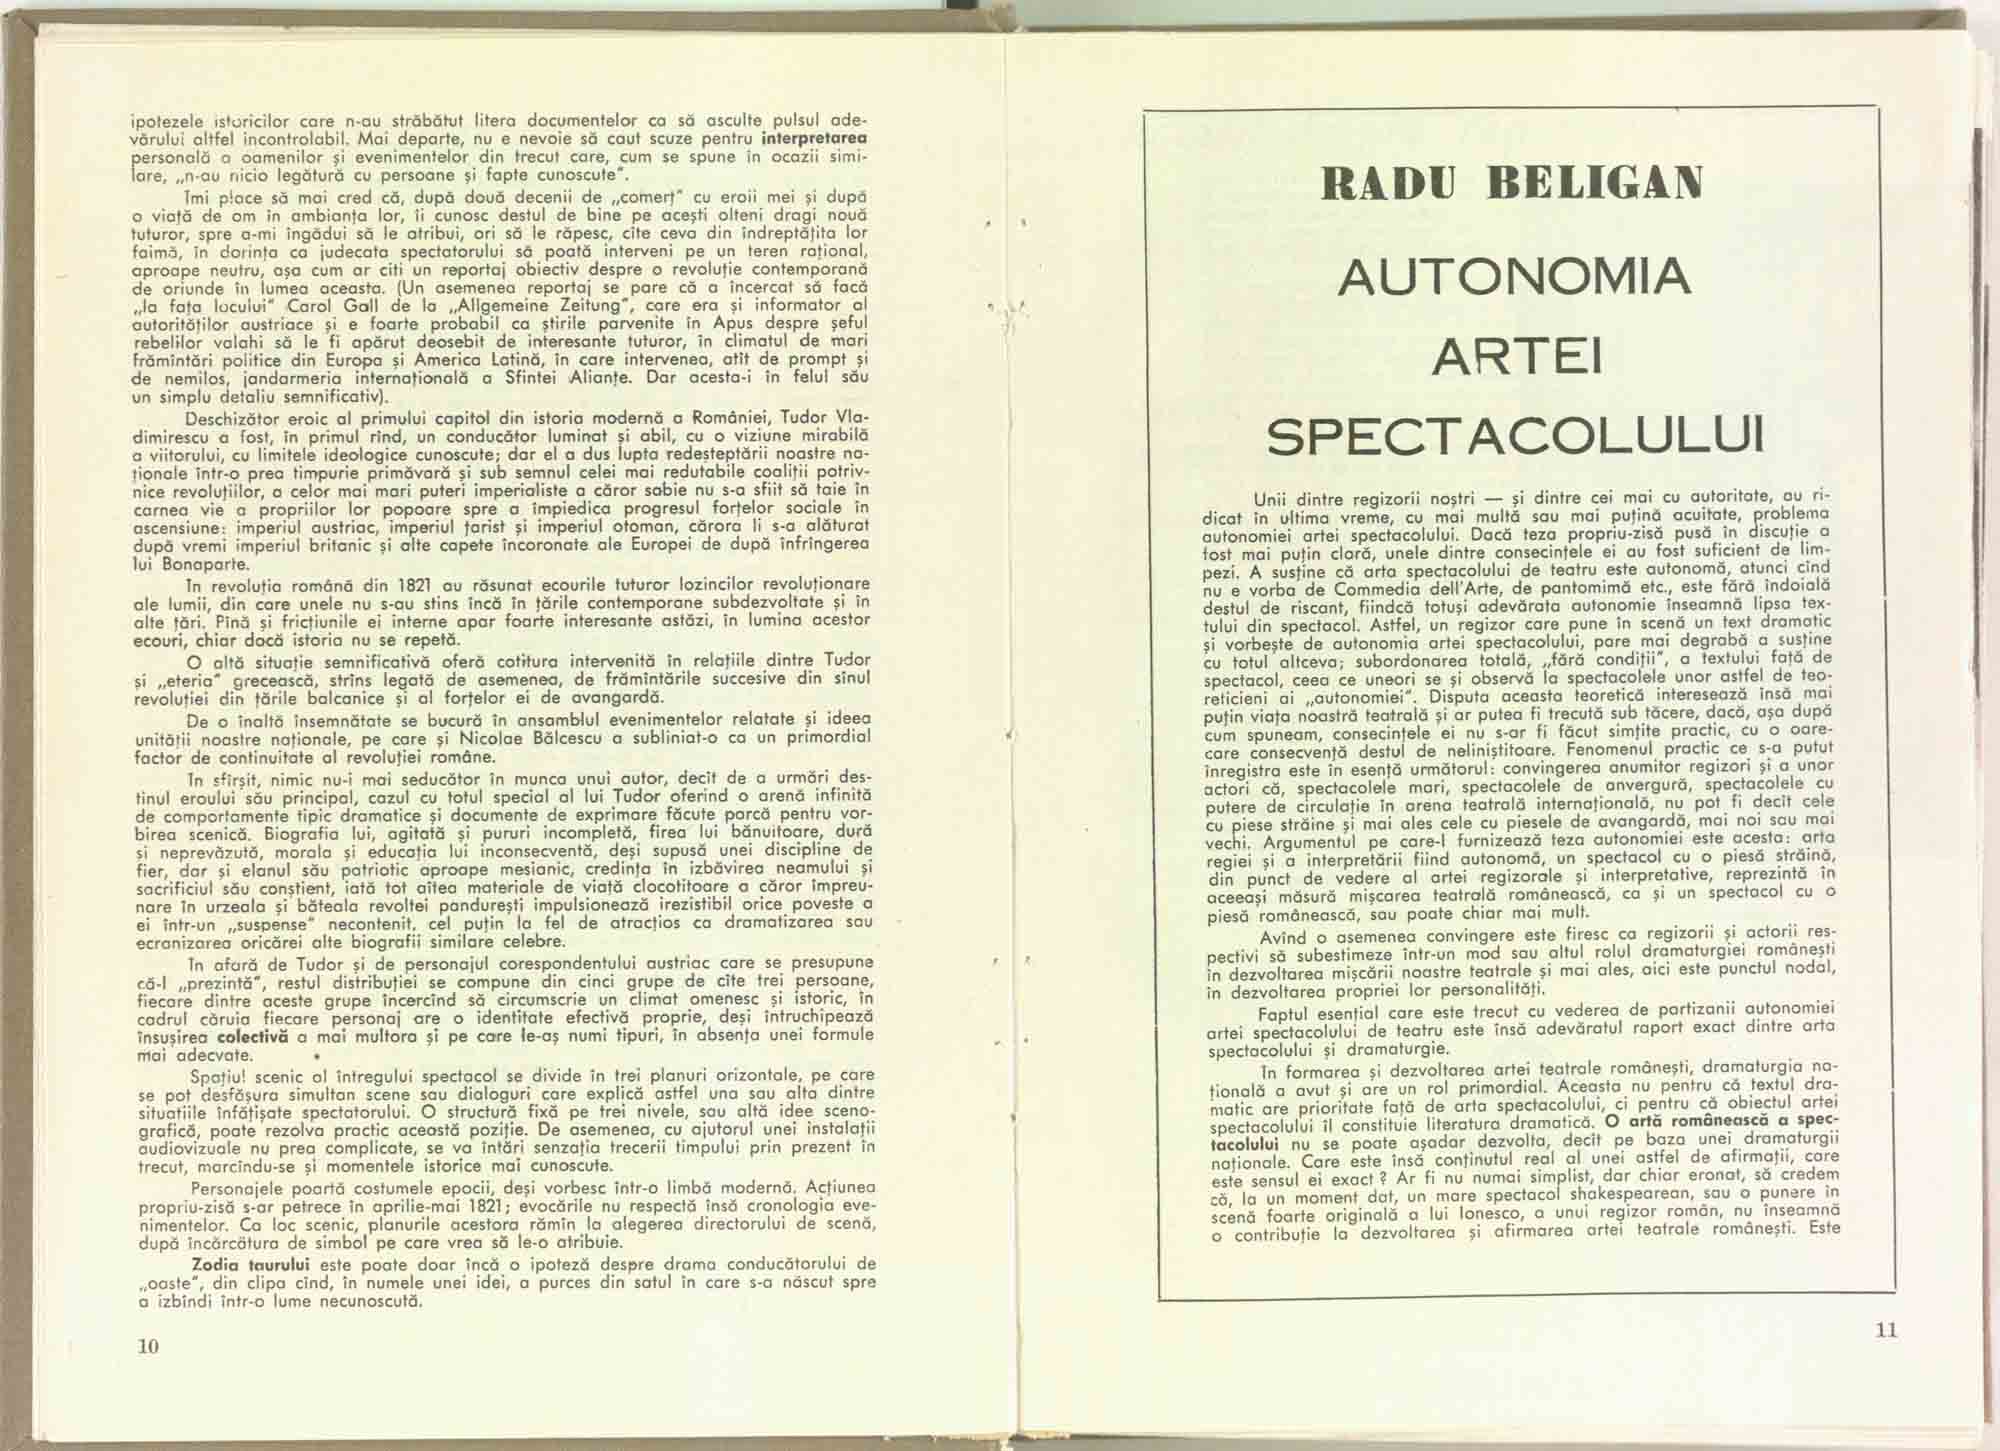 ipotezele istoricilor care n-au străbătut litera documentelor ca să asculte pulsul ade-
vărului altfel incontrolabil. Mai departe, nu e nevoie să caut scuze pentru interpretarea
personală a oamenilor și evenimentelor din trecut care, cum se spune în ocazii simi-
lare, „n-au nicio legătură cu persoane și fapte cunoscute".
Îmi place să mai cred că, după două decenii de „comerț" cu eroii mei și după
o viață de om în ambianța lor, îi cunosc destul de bine pe acești olteni dragi nouă
tuturor, spre a-mi îngădui să le atribui, ori să le răpesc, cîte ceva din îndreptățita lor
faimă, în dorința ca judecata spectatorului să poată interveni pe un teren rațional,
aproape neutru, așa cum ar citi un reportaj obiectiv despre o revoluție contemporană
de oriunde în lumea aceasta. (Un asemenea reportaj se pare că a încercat să facă
„la fața locului" Carol Gall de la „Allgemeine Zeitung", care era și informator al
autorităților austriace și e foarte probabil ca știrile parvenite în Apus despre șeful
rebelilor valahi să le fi apărut deosebit de interesante tuturor, în climatul de mari
frămîntări politice din Europa și America Latină, în care intervenea, atît de prompt și
de nemilos, jandarmeria internațională a Sfintei Alianțe. Dar acesta-i în felul său
un simplu detaliu semnificativ).
Deschizător eroic al primului capitol din istoria modernă a României, Tudor Vla-
dimirescu a fost, în primul rînd, un conducător luminat și abil, cu o viziune mirabilă
a viitorului, cu limitele ideologice cunoscute; dar el a dus lupta redeșteptării noastre na-
ționale într-o prea timpurie primăvară și sub semnul celei mai redutabile coaliții potriv-
nice revoluțiilor, a celor mai mari puteri imperialiste a căror sabie nu s-a sfiit să taie în
carnea vie a propriilor lor popoare spre a împiedica progresul forțelor sociale în
ascensiune: imperiul austriac, imperiul țarist și imperiul otoman, cărora li s-a alăturat
după vremi imperiul britanic și alte capete încoronate ale Europei de după înfrîngerea
lui Bonaparte.
În revoluția română din 1821 au răsunat ecourile tuturor lozincilor revoluționare
ale lumii, din care unele nu s-au stins încă în țările contemporane subdezvoltate și în
alte țări. Pînă și fricțiunile ei interne apar foarte interesante astăzi, în lumina acestor
ecouri, chiar dacă istoria nu se repetă.
O altă situație semnificativă oferă cotitura intervenită în relațiile dintre Tudor
și „eteria" grecească, strîns legată de asemenea, de frămîntările succesive din sînul
revoluției din țările balcanice și al forțelor ei de avangardă.
De o înaltă însemnătate se bucură în ansamblul evenimentelor relatate și ideea
unității noastre naționale, pe care și Nicolae Bălcescu a subliniat-o ca un primordial
factor de continuitate al revoluției române.
În sfîrșit, nimic nu-i mai seducător în munca unui autor, decît de a urmări des-
tinul eroului său principal, cazul cu totul special al lui Tudor oferind o arenă infinită
de comportamente tipic dramatice și documente de exprimare făcute parcă pentru vor-
birea scenică. Biografia lui, agitată și pururi incompletă, firea lui bănuitoare, dură
și neprevăzută, morala și educația lui inconsecventă, deși supusă unei discipline de
fier, dar și elanul său patriotic aproape mesianic, credința în izbăvirea neamului și
sacrificiul său conștient, iată tot atîtea materiale de viață clocotitoare a căror împreu-
nare în urzeala și băteala revoltei pandurești impulsionează irezistibil orice poveste a
ei într-un „suspense" necontenit, cel puțin la fel de atracțios ca dramatizarea sau
ecranizarea oricărei alte biografii similare celebre.
În afară de Tudor și de personajul corespondentului austriac care se presupune
că-l „prezintă", restul distribuției se compune din cinci grupe de cîte trei persoane,
fiecare dintre aceste grupe încercînd să circumscrie un climat omenesc și istoric, în
cadrul căruia fiecare personaj are o identitate efectivă proprie, deși întruchipează
însușirea colectivă a mai multora și pe care le-aș numi tipuri, în absența unei formule
mai adecvate.
Spațiul scenic al întregului spectacol se divide în trei planuri orizontale, pe care
se pot desfășura simultan scene sau dialoguri care explică astfel una sau alta dintre
situațiile înfățișate spectatorului. O structură fixă pe trei nivele, sau altă idee sceno-
grafică, poate rezolva practic această poziție. De asemenea, cu ajutorul unei instalații
audiovizuale nu prea complicate, se va întări senzația trecerii timpului prin prezent în
trecut, marcîndu-se și momentele istorice mai cunoscute.
Personajele poartă costumele epocii, deși vorbesc într-o limbă modernă. Acțiunea
propriu-zisă s-ar petrece în aprilie-mai 1821; evocările nu respectă însă cronologia eve-
nimentelor. Ca loc scenic, planurile acestora rămîn la alegerea directorului de scenă,
după încărcătura de simbol pe care vrea să le-o atribuie.
Zodia taurului este poate doar încă o ipoteză despre drama conducătorului de
„oaste", din clipa cînd, în numele unei idei, a purces din satul în care s-a născut spre
a izbîndi într-o lume necunoscută.
10
RADU BELIGAN
AUTONOMIA
ARTEI
SPECTACOLULUI
Unii dintre regizorii noștri — și dintre cei mai cu autoritate, au ri-
dicat în ultima vreme, cu mai multă sau mai puțină acuitate, problema
autonomiei artei spectacolului. Dacă teza propriu-zisă pusă în discuție a
fost mai puțin clară, unele dintre consecințele ei au fost suficient de lim-
pezi. A susține că arta spectacolului de teatru este autonomă, atunci cînd
nu e vorba de Commedia dell'Arte, de pantomimă etc., este fără îndoială
destul de riscant, fiindcă totuși adevărata autonomie înseamnă lipsa tex-
tului din spectacol. Astfel, un regizor care pune în scenă un text dramatic
și vorbește de autonomia artei spectacolului, pare mai degrabă a susține
cu totul altceva; subordonarea totală, „fără condiții", a textului față de
spectacol, ceea ce uneori se și observă la spectacolele unor astfel de teo-
reticieni ai „autonomiei". Disputa aceasta teoretică interesează însă mai
puțin viața noastră teatrală și ar putea fi trecută sub tăcere, dacă, așa după
cum spuneam, consecințele ei nu s-ar fi făcut simțite practic, cu o oare-
care consecvență destul de neliniștitoare. Fenomenul practic ce s-a putut
înregistra este în esență următorul: convingerea anumitor regizori și a unor
actori că, spectacolele mari, spectacolele de anvergură, spectacolele cu
putere de circulație în arena teatrală internațională, nu pot fi decît cele
cu piese străine și mai ales cele cu piesele de avangardă, mai noi sau mai
vechi. Argumentul pe care-l furnizează teza autonomiei este acesta: arta
regiei și a interpretării fiind autonomă, un spectacol cu o piesă străină,
din punct de vedere al artei regizorale și interpretative, reprezintă în
aceeași măsură mișcarea teatrală românească, ca și un spectacol cu o
piesă românească, sau poate chiar mai mult.
Avînd o asemenea convingere este firesc ca regizorii și actorii res-
pectivi să subestimeze într-un mod sau altul rolul dramaturgiei românești
în dezvoltarea mișcării noastre teatrale și mai ales, aici este punctul nodal,
în dezvoltarea propriei lor personalități.
Faptul esențial care este trecut cu vederea de partizanii autonomiei
artei spectacolului de teatru este însă adevăratul raport exact dintre arta
spectacolului și dramaturgie.
În formarea și dezvoltarea artei teatrale românești, dramaturgia na-
țională a avut și are un rol primordial. Aceasta nu pentru că textul dra-
matic are prioritate față de arta spectacolului, ci pentru că obiectul artei
spectacolului îl constituie literatura dramatică. O artă românească a spec-
tacolului nu se poate așadar dezvolta, decît pe baza unei dramaturgii
naționale. Care este însă conținutul real al unei astfel de afirmații, care
este sensul ei exact? Ar fi nu numai simplist, dar chiar eronat, să credem
că, la un moment dat, un mare spectacol shakespearean, sau o punere în
scenă foarte originală a lui Ionesco, a unui regizor român, nu înseamnă
o contribuție la dezvoltarea și afirmarea artei teatrale românești. Este
11